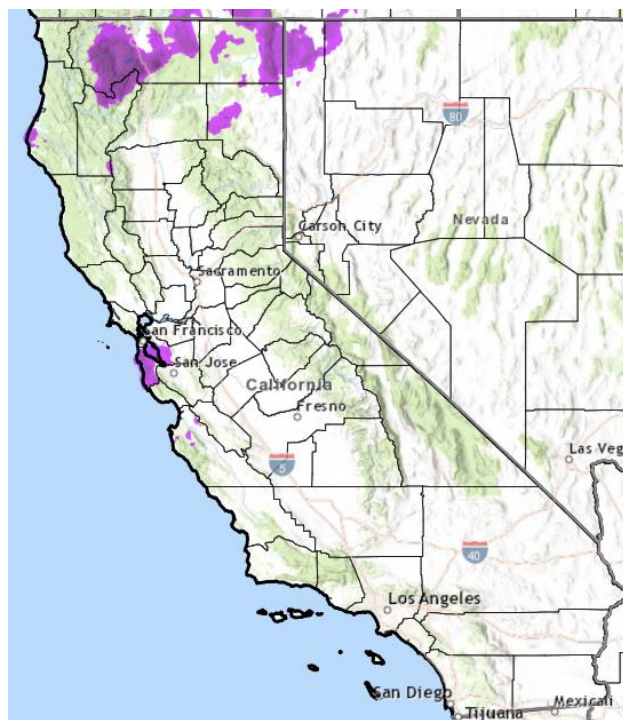 80
Carson City
Nevada
Sacramento
San Francisco
San Jose
California
Fresno
5
Las Veg
40
Los Angeles
San Diego
Tijuana
Mexicali